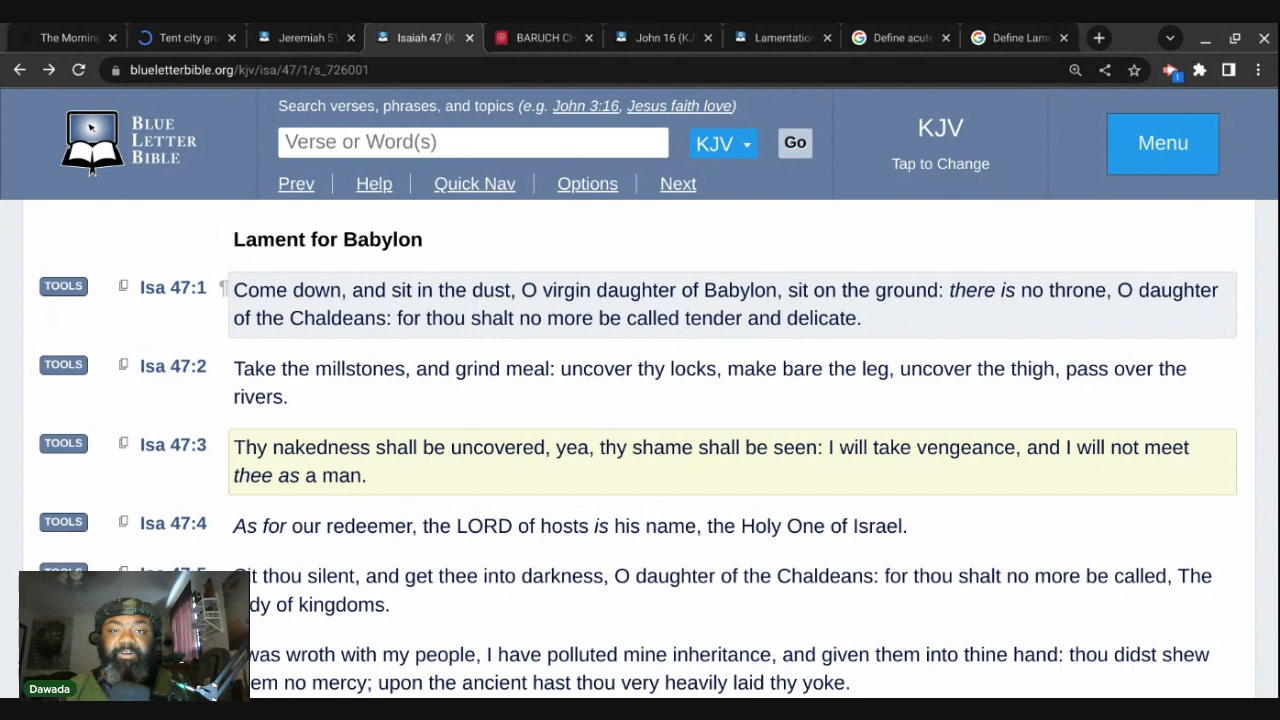 The Mornin
Tent city gr
Jeremiah 51
Isaiah 47 (K
BARUCH CH
John 16 (KJ
Lamentation
Define acute
Define Lam
blueletterbible.org/kjv/isa/47/1/s_726001
1
BLUE LETTER BIBLE
Search verses, phrases, and topics (e.g. John 3:16, Jesus faith love)
Verse or Word(s)
KJV
Go
Prev
Help
Quick Nav
Options
Next
KJV
Tap to Change
Menu
Lament for Babylon
TOOLS Isa 47:1 ¶ Come down, and sit in the dust, O virgin daughter of Babylon, sit on the ground: there is no throne, O daughter
of the Chaldeans: for thou shalt no more be called tender and delicate.
TOOLS Isa 47:2 Take the millstones, and grind meal: uncover thy locks, make bare the leg, uncover the thigh, pass over the
rivers.
TOOLS Isa 47:3 Thy nakedness shall be uncovered, yea, thy shame shall be seen: I will take vengeance, and I will not meet
thee as a man.
TOOLS Isa 47:4 As for our redeemer, the LORD of hosts is his name, the Holy One of Israel.
thou silent, and get thee into darkness, O daughter of the Chaldeans: for thou shalt no more be called, The
of kingdoms.
was wroth with my people, I have polluted mine inheritance, and given them into thine hand: thou didst shew
no mercy; upon the ancient hast thou very heavily laid thy yoke.
Dawada